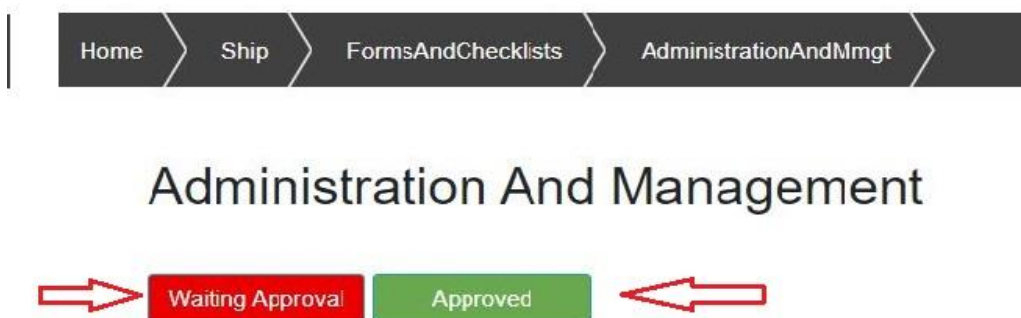 Home Ship FormsAndChecklists AdministrationAndMmgt
Administration And Management
Waiting Approval Approved